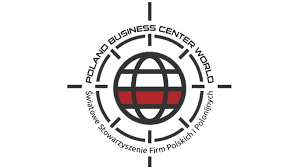 POLAND BUSINESS CENTER WORLD
Światowe Stowarzyszenie Firm Polskich i Polonijnych